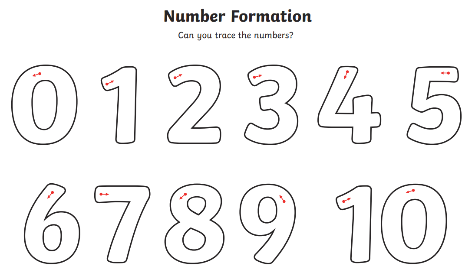 Number Formation
Can you trace the numbers?
0 1 2 3 4 5
6 7 8 9 10